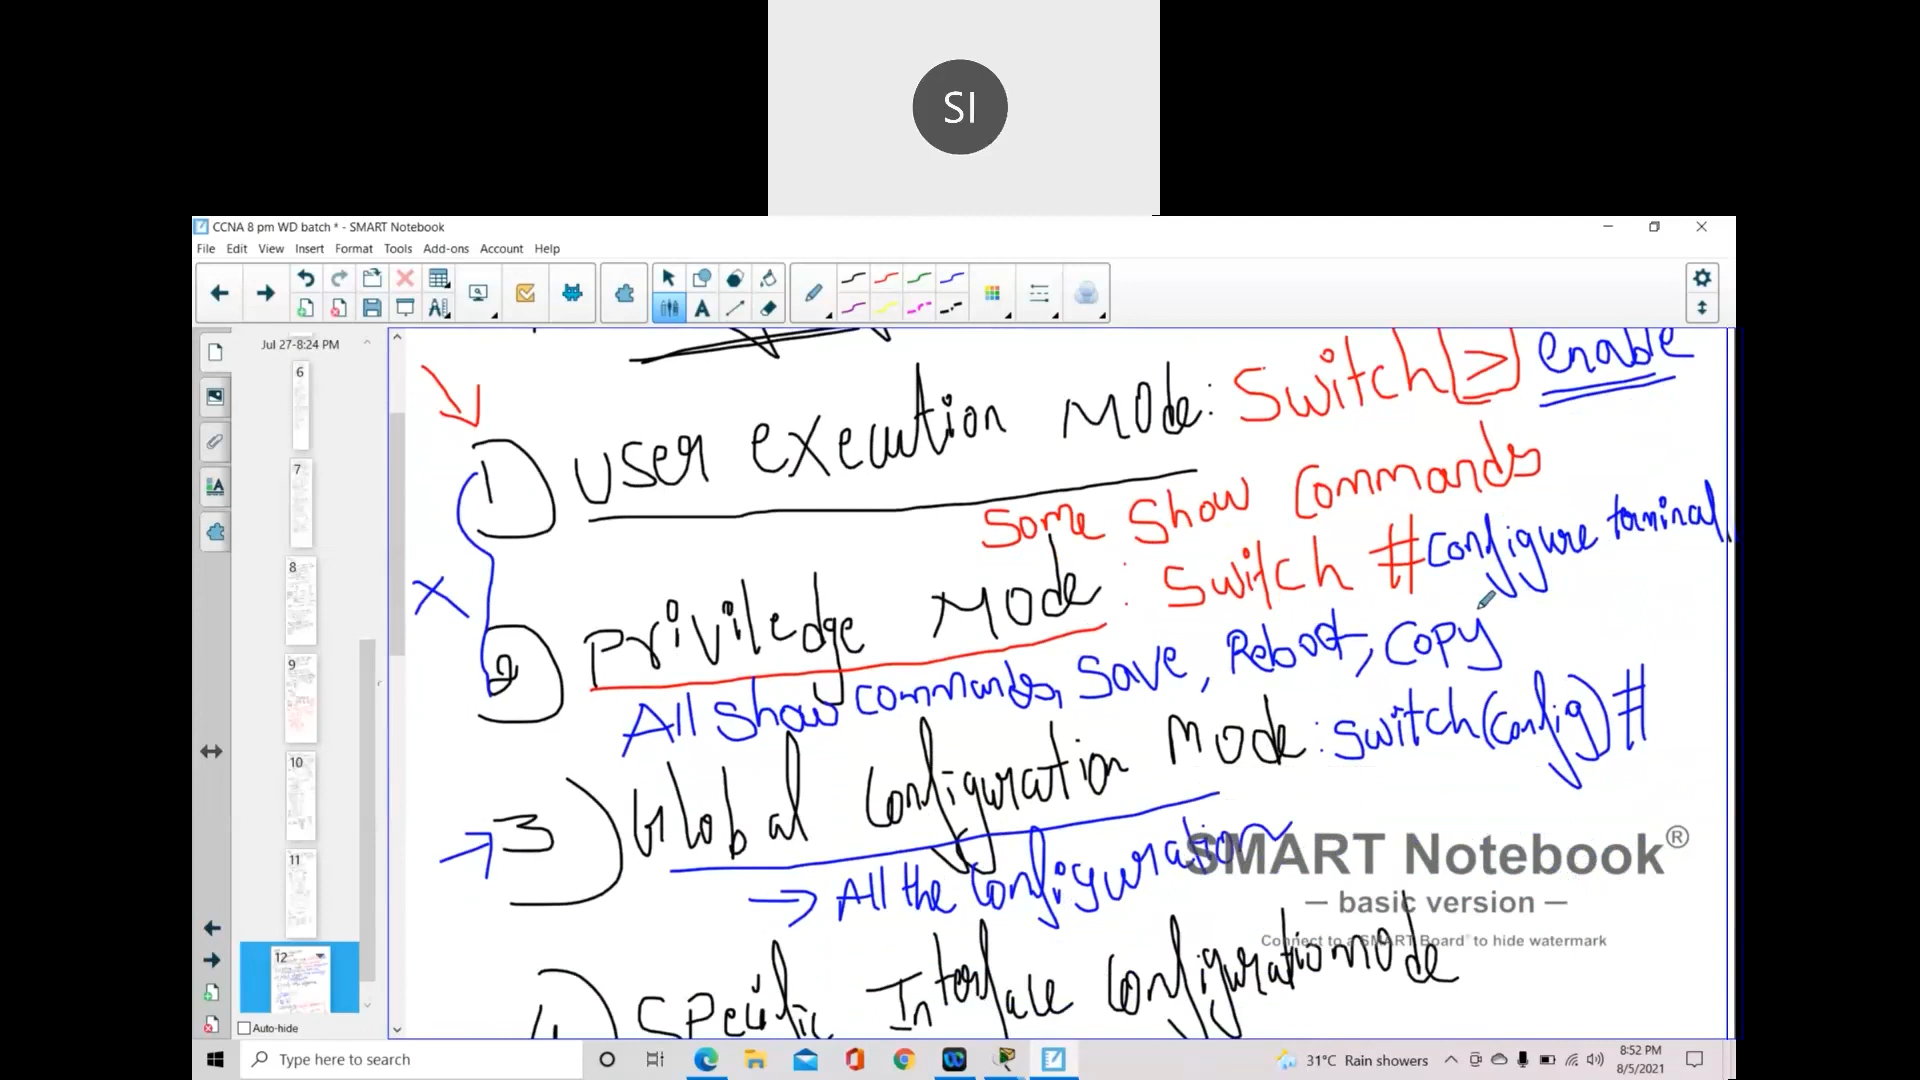 SI
CCNA 8 pm WD batch * - SMART Notebook
File Edit View Insert Format Tools Add-ons Account Help
Jul 27-8:24 PM
6
7
8
9
10
11
12
Auto-hide
1) User execution Mode: Switch > enable
Some Show Commands
2) Priviledge Mode : Switch # configure terminal
All show commands, Save, Reboot, Copy
3) Global Configuration Mode : switch(config)#
→ All the configuration
SMART Notebook®
— basic version —
Connect to a SMART Board® to hide watermark
4) Specific Interface Configuration mode
Type here to search
31°C Rain showers
8:52 PM
8/5/2021